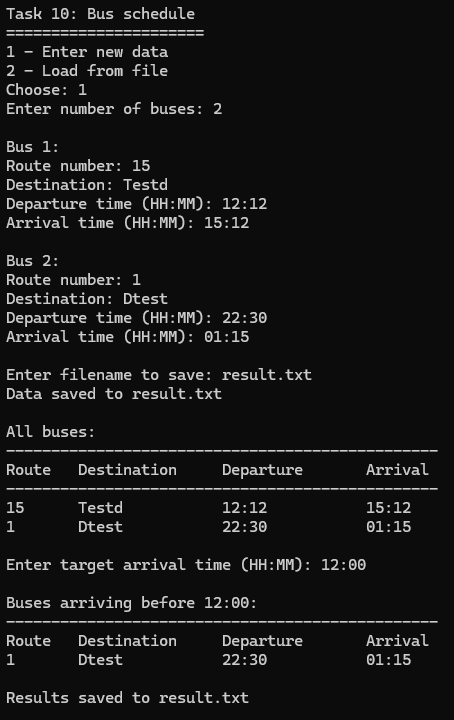 Task 10: Bus schedule
======================
1 - Enter new data
2 - Load from file
Choose: 1
Enter number of buses: 2

Bus 1:
Route number: 15
Destination: Testd
Departure time (HH:MM): 12:12
Arrival time (HH:MM): 15:12

Bus 2:
Route number: 1
Destination: Dtest
Departure time (HH:MM): 22:30
Arrival time (HH:MM): 01:15

Enter filename to save: result.txt
Data saved to result.txt

All buses:
------------------------------------------------
Route   Destination     Departure       Arrival
------------------------------------------------
15      Testd           12:12           15:12
1       Dtest           22:30           01:15

Enter target arrival time (HH:MM): 12:00

Buses arriving before 12:00:
------------------------------------------------
Route   Destination     Departure       Arrival
1       Dtest           22:30           01:15

Results saved to result.txt